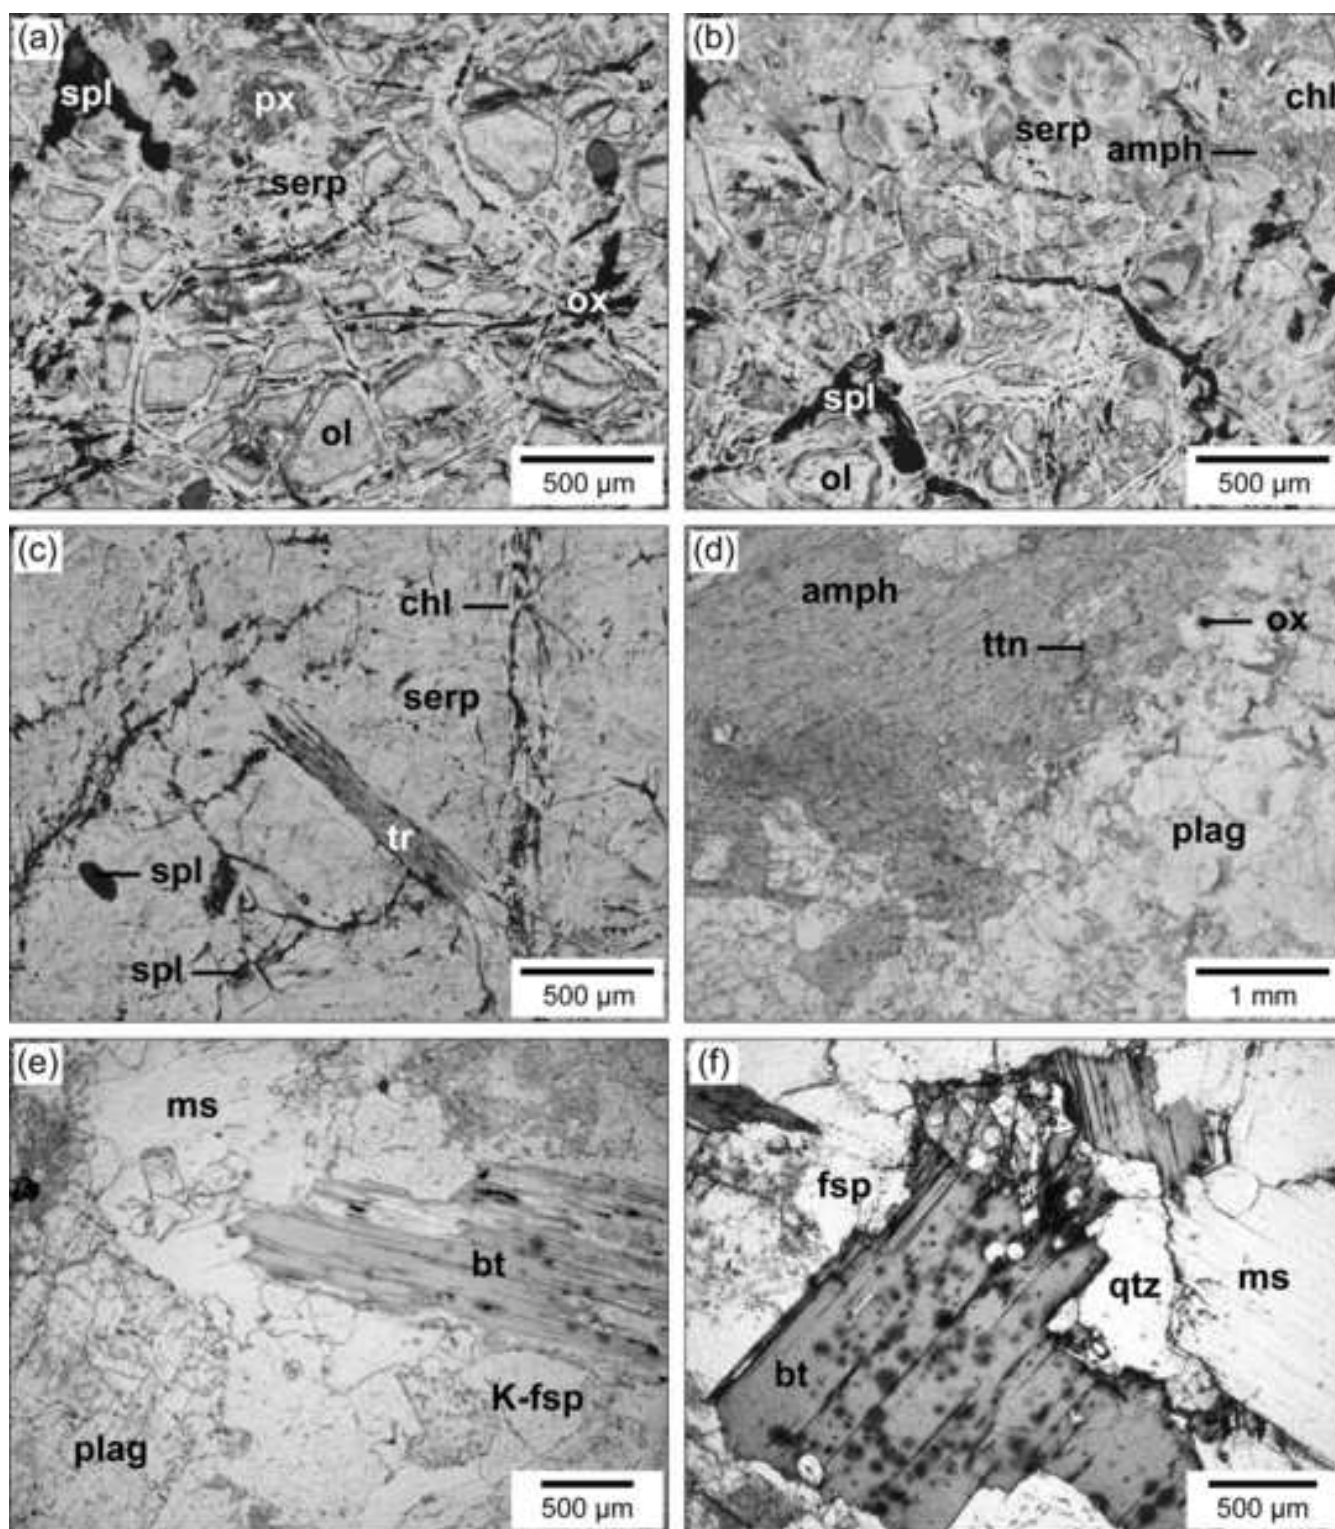 (a)
spl
px
serp
ox
ol
500 µm
(b)
chl
serp
amph
spl
ol
500 µm
(c)
chl
serp
tr
spl
spl
500 µm
(d)
amph
ttn
ox
plag
1 mm
(e)
ms
bt
K-fsp
plag
500 µm
(f)
fsp
qtz
ms
bt
500 µm